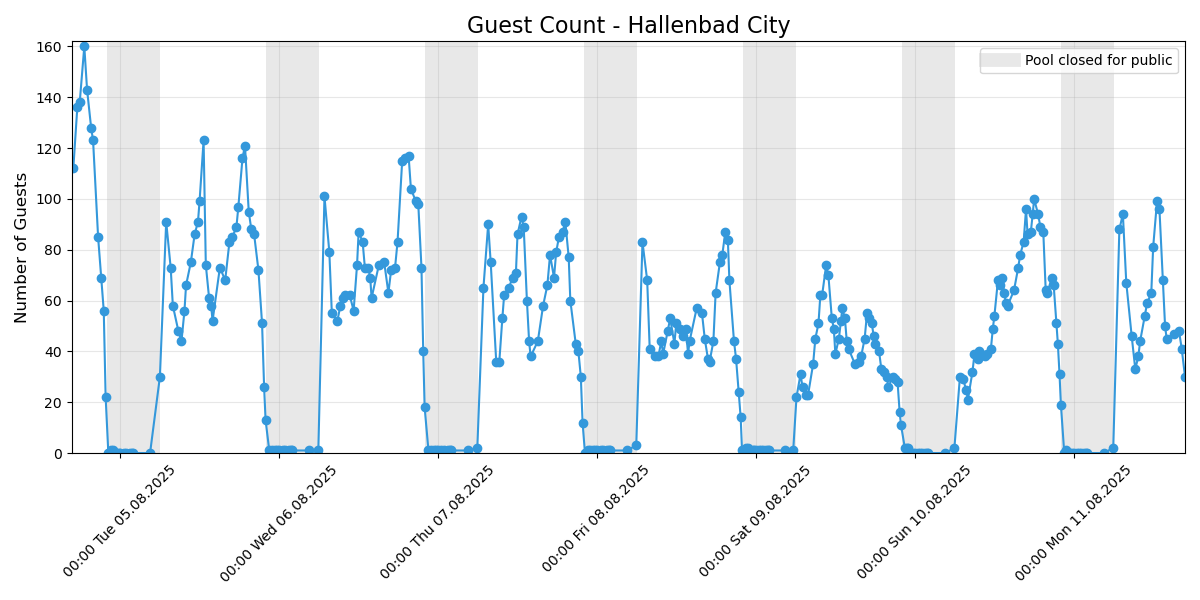 Guest Count - Hallenbad City
Pool closed for public
Number of Guests
160
140
120
100
80
60
40
20
0
00:00 Tue 05.08.2025
00:00 Wed 06.08.2025
00:00 Thu 07.08.2025
00:00 Fri 08.08.2025
00:00 Sat 09.08.2025
00:00 Sun 10.08.2025
00:00 Mon 11.08.2025